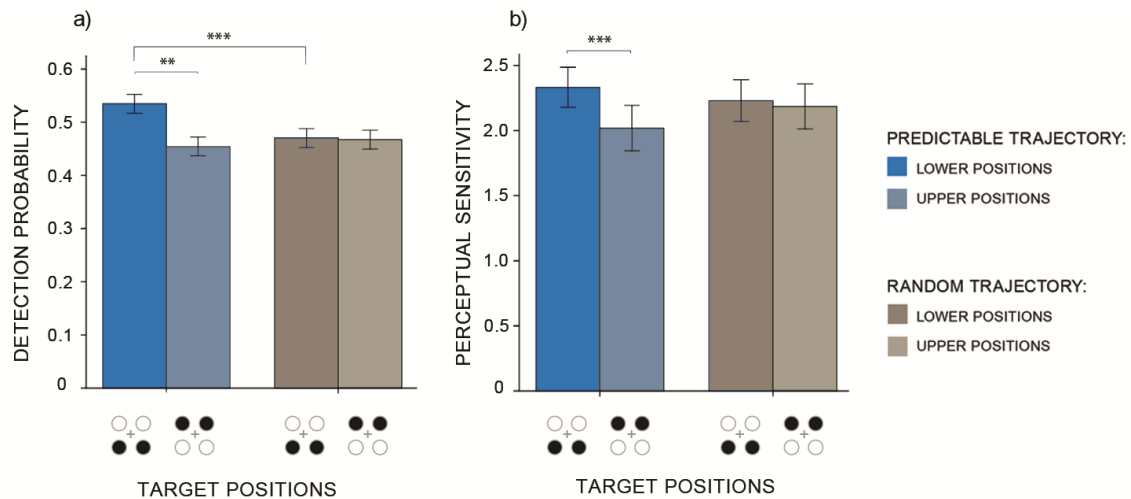 a)
***
**
0.6
0.5
0.4
0.3
0.2
0.1
0
DETECTION PROBABILITY
TARGET POSITIONS
b)
***
2.5
2.0
1.5
1.0
0.5
0
PERCEPTUAL SENSITIVITY
TARGET POSITIONS
PREDICTABLE TRAJECTORY:
LOWER POSITIONS
UPPER POSITIONS
RANDOM TRAJECTORY:
LOWER POSITIONS
UPPER POSITIONS